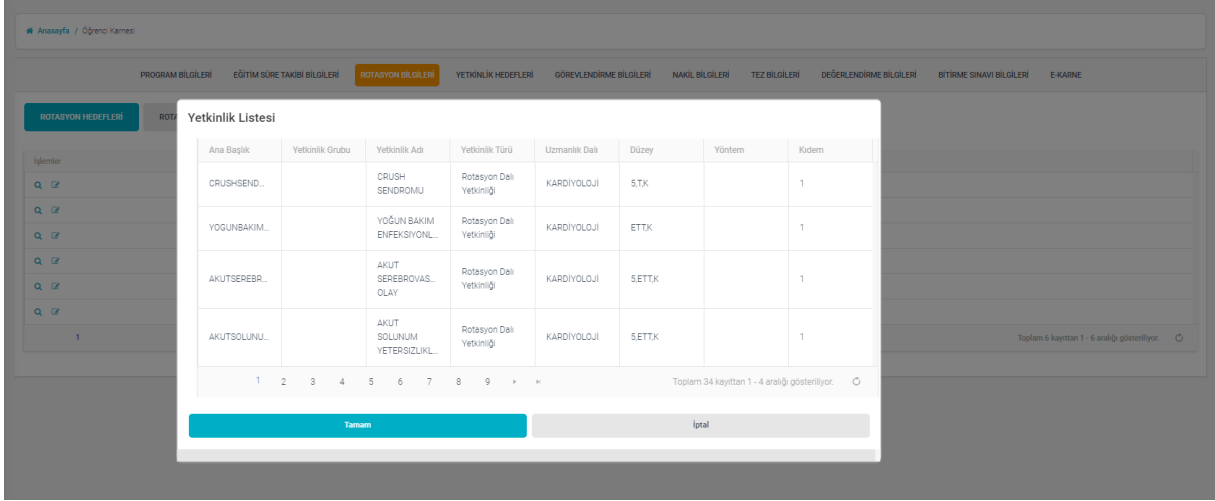 Anasayfa / Öğrenci Karnesi
PROGRAM BİLGİLERİ EĞİTİM SÜRE TAKİBİ BİLGİLERİ ROTASYON BİLGİLERİ YETKİNLİK HEDEFLERİ GÖREVLENDİRME BİLGİLERİ NAKİL BİLGİLERİ TEZ BİLGİLERİ DEĞERLENDİRME BİLGİLERİ BİTİRME SINAVI BİLGİLERİ E-KARNE
ROTASYON HEDEFLERİ ROTA
İşlemler
1
Toplam 6 kayıttan 1 - 6 aralığı gösteriliyor.
Yetkinlik Listesi
Ana Başlık Yetkinlik Grubu Yetkinlik Adı Yetkinlik Türü Uzmanlık Dalı Düzey Yöntem Kıdem
CRUSHSEND... CRUSH SENDROMU Rotasyon Dalı Yetkinliği KARDİYOLOJİ 5,T,K 1
YOGUNBAKIM... YOĞUN BAKIM ENFEKSIYONL... Rotasyon Dalı Yetkinliği KARDİYOLOJİ ETT,K 1
AKUTSEREBR... AKUT SEREBROVAS... OLAY Rotasyon Dalı Yetkinliği KARDİYOLOJİ 5,ETT,K 1
AKUTSOLUNU... AKUT SOLUNUM YETERSIZLIKL... Rotasyon Dalı Yetkinliği KARDİYOLOJİ 5,ETT,K 1
1 2 3 4 5 6 7 8 9 Toplam 34 kayıttan 1 - 4 aralığı gösteriliyor.
Tamam İptal